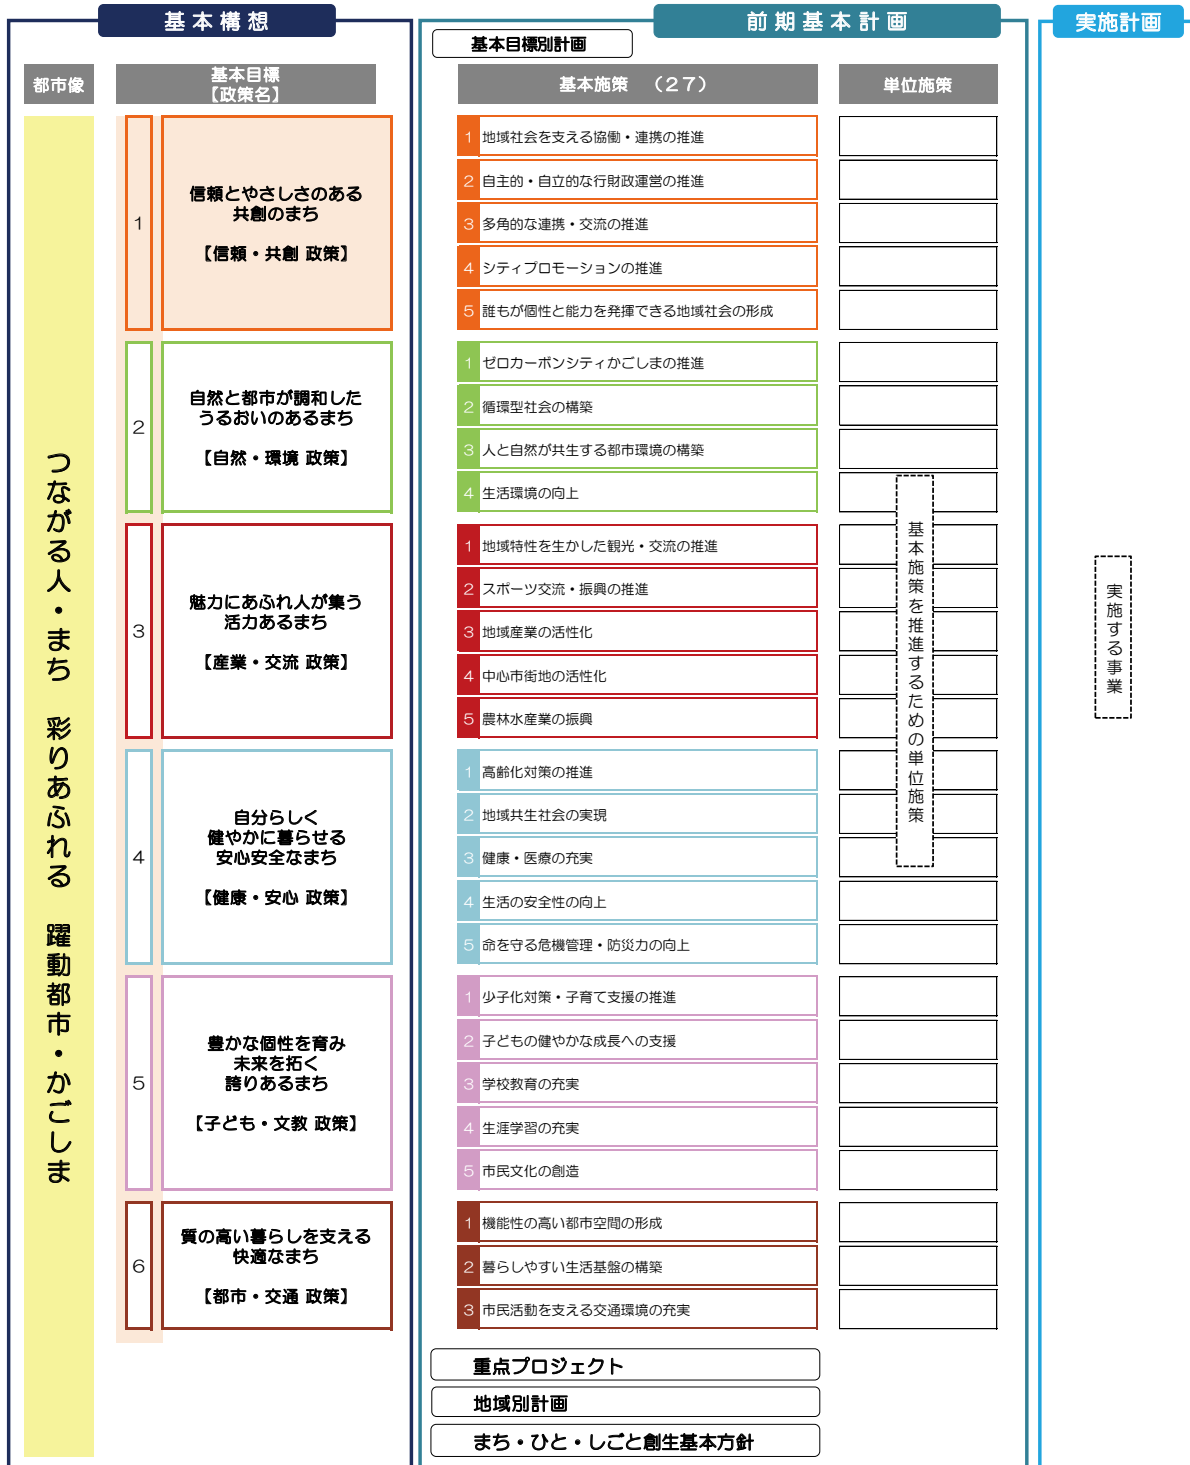 基本構想
前期基本計画
実施計画
基本目標別計画
都市像
基本目標
【政策名】
基本施策 （２７）
単位施策
つながる人・まち 彩りあふれる 躍動都市・かごしま
1
信頼とやさしさのある
共創のまち
【信頼・共創 政策】
1 地域社会を支える協働・連携の推進
2 自主的・自立的な行財政運営の推進
3 多角的な連携・交流の推進
4 シティプロモーションの推進
5 誰もが個性と能力を発揮できる地域社会の形成
2
自然と都市が調和した
うるおいのあるまち
【自然・環境 政策】
1 ゼロカーボンシティかごしまの推進
2 循環型社会の構築
3 人と自然が共生する都市環境の構築
4 生活環境の向上
3
魅力にあふれ人が集う
活力あるまち
【産業・交流 政策】
1 地域特性を生かした観光・交流の推進
2 スポーツ交流・振興の推進
3 地域産業の活性化
4 中心市街地の活性化
5 農林水産業の振興
4
自分らしく
健やかに暮らせる
安心安全なまち
【健康・安心 政策】
1 高齢化対策の推進
2 地域共生社会の実現
3 健康・医療の充実
4 生活の安全性の向上
5 命を守る危機管理・防災力の向上
5
豊かな個性を育み
未来を拓く
誇りあるまち
【子ども・文教 政策】
1 少子化対策・子育て支援の推進
2 子どもの健やかな成長への支援
3 学校教育の充実
4 生涯学習の充実
5 市民文化の創造
6
質の高い暮らしを支える
快適なまち
【都市・交通 政策】
1 機能性の高い都市空間の形成
2 暮らしやすい生活基盤の構築
3 市民活動を支える交通環境の充実
基本施策を推進するための単位施策
実施する事業
重点プロジェクト
地域別計画
まち・ひと・しごと創生基本方針